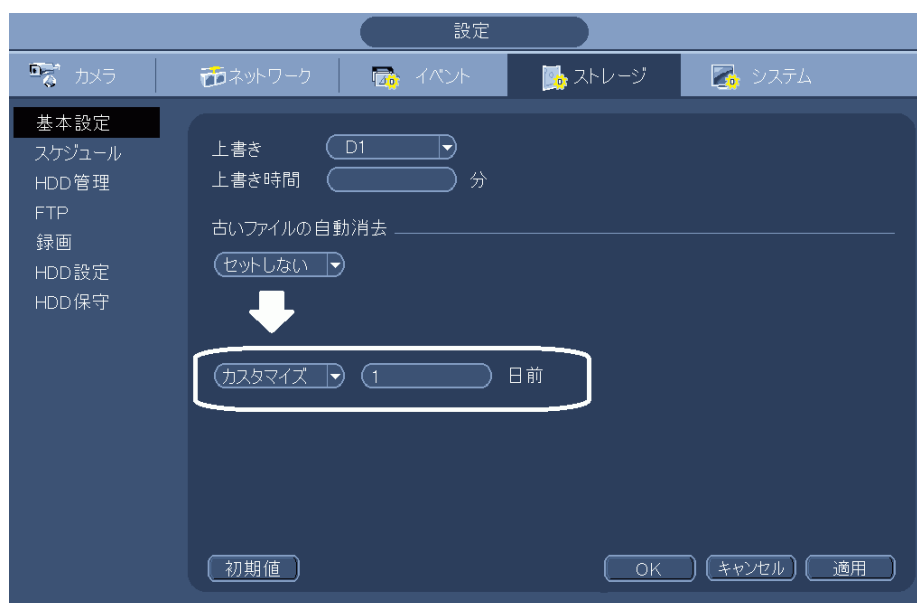 設定
カメラ ネットワーク イベント ストレージ システム
基本設定
スケジュール
HDD管理
FTP
録画
HDD設定
HDD保守
上書き D1
上書き時間 分
古いファイルの自動消去
セットしない
カスタマイズ 1 日前
初期値 OK キャンセル 適用